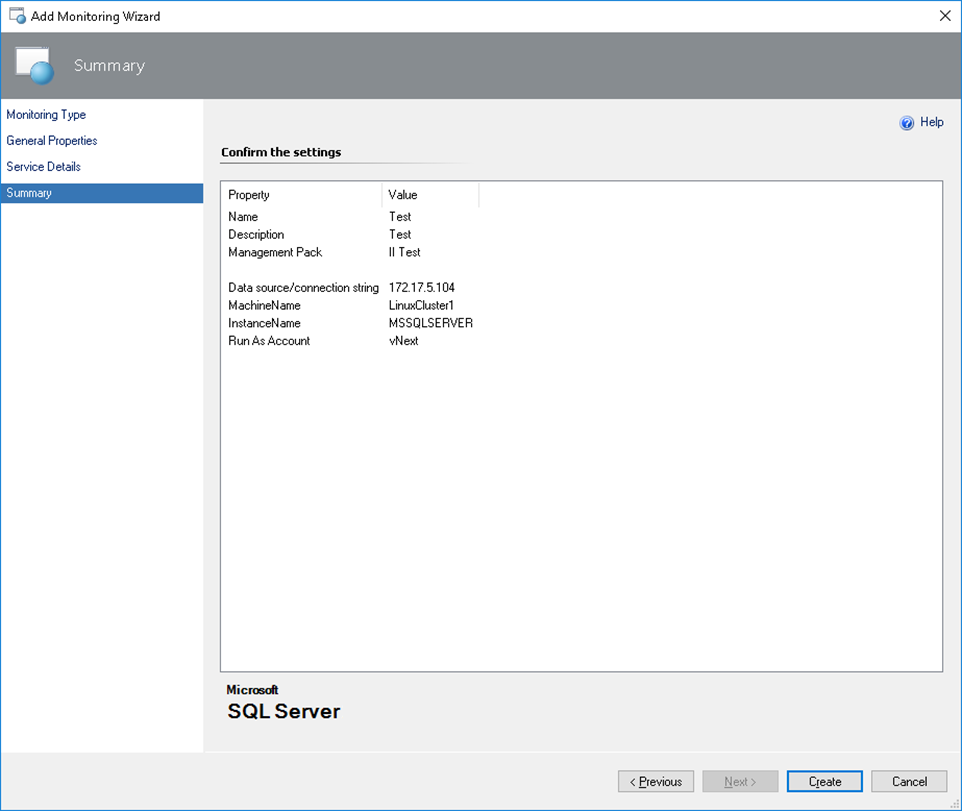 Add Monitoring Wizard
Summary
Monitoring Type
General Properties
Service Details
Summary
Help
Confirm the settings
Property Value
Name Test
Description Test
Management Pack II Test
Data source/connection string 172.17.5.104
MachineName LinuxCluster1
InstanceName MSSQLSERVER
Run As Account vNext
Microsoft
SQL Server
< Previous Next > Create Cancel